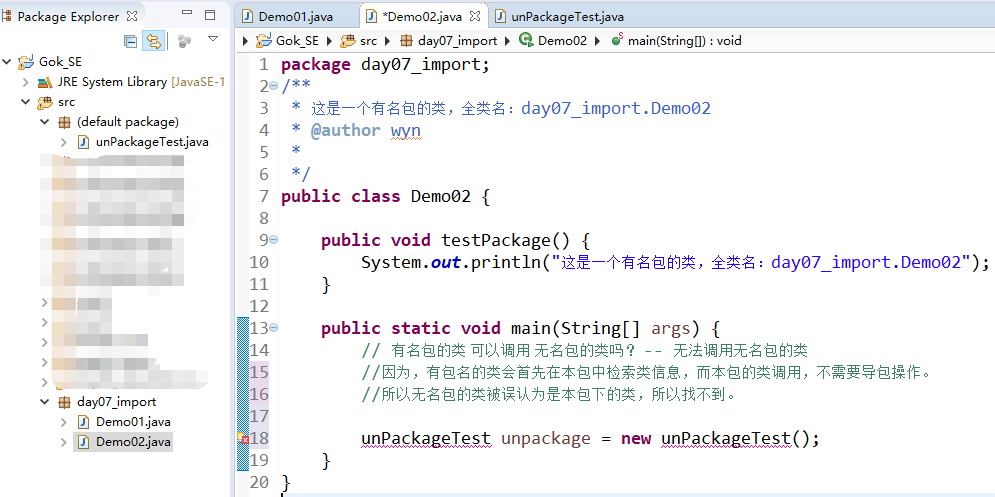 Package Explorer
Demo01.java
*Demo02.java
unPackageTest.java
Gok_SE
src
day07_import
Demo02
main(String[]) : void
Gok_SE
JRE System Library [JavaSE-1.
src
(default package)
unPackageTest.java
day07_import
Demo01.java
Demo02.java
1 package day07_import;
2 /**
3 * 这是一个有名包的类，全类名：day07_import.Demo02
4 * @author wyn
5 *
6 */
7 public class Demo02 {
8
9 public void testPackage() {
10 System.out.println("这是一个有名包的类，全类名：day07_import.Demo02");
11 }
12
13 public static void main(String[] args) {
14 // 有名包的类 可以调用 无名包的类吗？ -- 无法调用无名包的类
15 //因为，有包名的类会首先在本包中检索类信息，而本包的类调用，不需要导包操作。
16 //所以无名包的类被误认为是本包下的类，所以找不到。
17
18 unPackageTest unpackage = new unPackageTest();
19 }
20 }